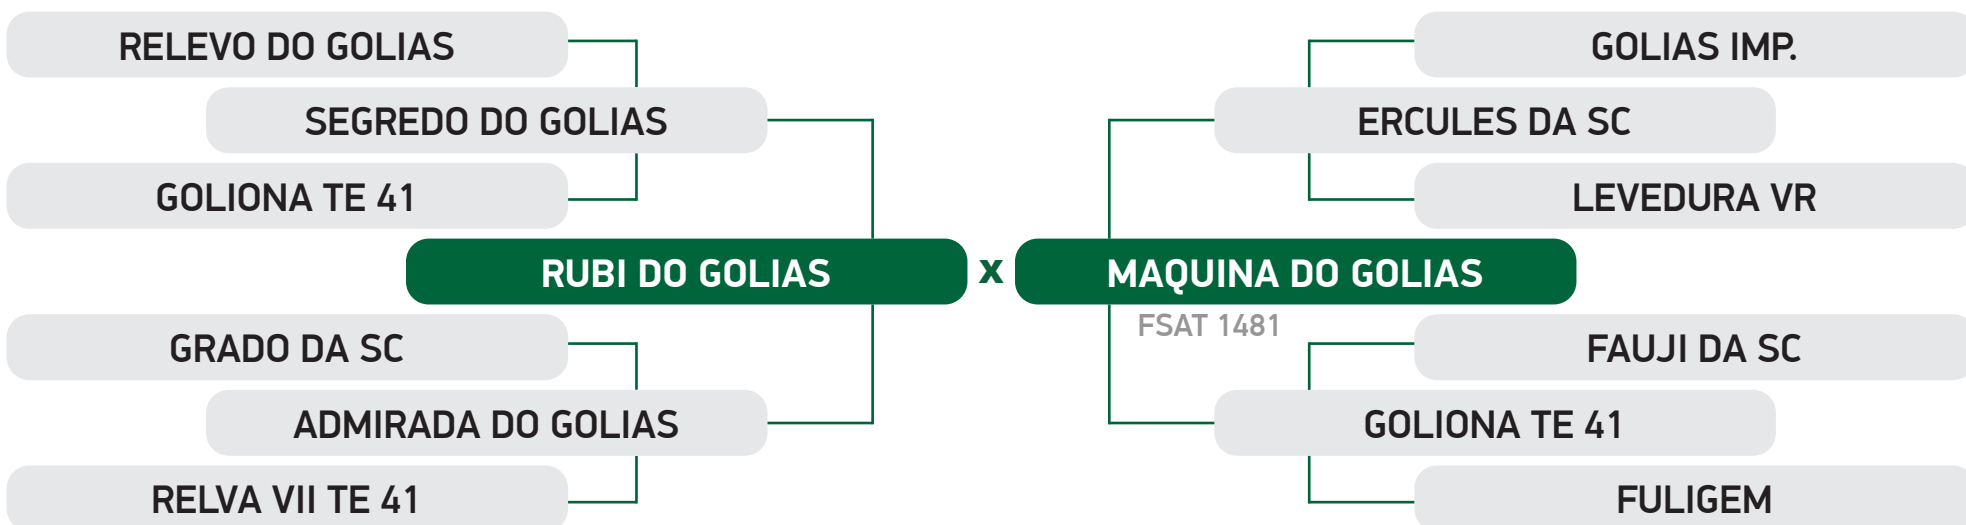 RELEVO DO GOLIAS
GOLIAS IMP.
SEGREDO DO GOLIAS
ERCULES DA SC
GOLIONA TE 41
LEVEDURA VR
RUBI DO GOLIAS x MAQUINA DO GOLIAS
FSAT 1481
GRADO DA SC
FAUJI DA SC
ADMIRADA DO GOLIAS
GOLIONA TE 41
RELVA VII TE 41
FULIGEM